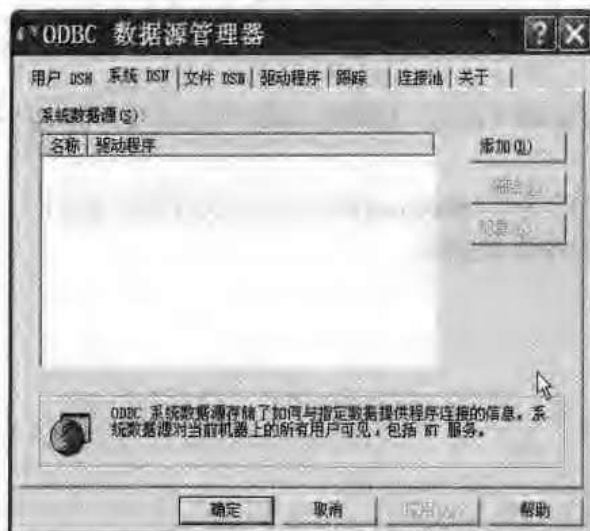 ODBC 数据源管理器
用户 DSN 系统 DSN 文件 DSN 驱动程序 跟踪 连接池 关于
系统数据源(S):
名称 驱动程序
添加(D)
ODBC 系统数据源存储了如何与指定数据提供程序连接的信息。系
统数据源对当前机器上的所有用户可见，包括 NT 服务。
确定 取消 帮助